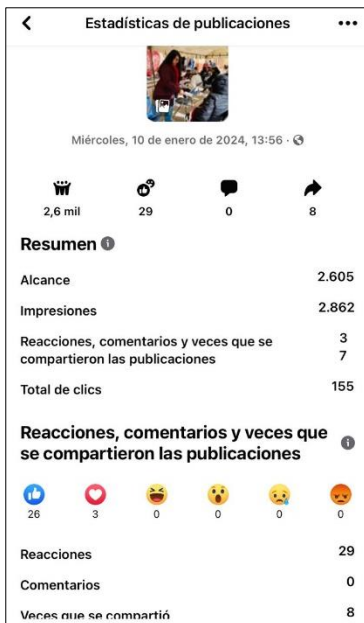 Estadísticas de publicaciones
Miércoles, 10 de enero de 2024, 13:56 ·
2,6 mil 29 0 8
Resumen
Alcance 2.605
Impresiones 2.862
Reacciones, comentarios y veces que se 3
compartieron las publicaciones 7
Total de clics 155
Reacciones, comentarios y veces que
se compartieron las publicaciones
26 3 0 0 0 0
Reacciones 29
Comentarios 0
Veces que se compartió 8